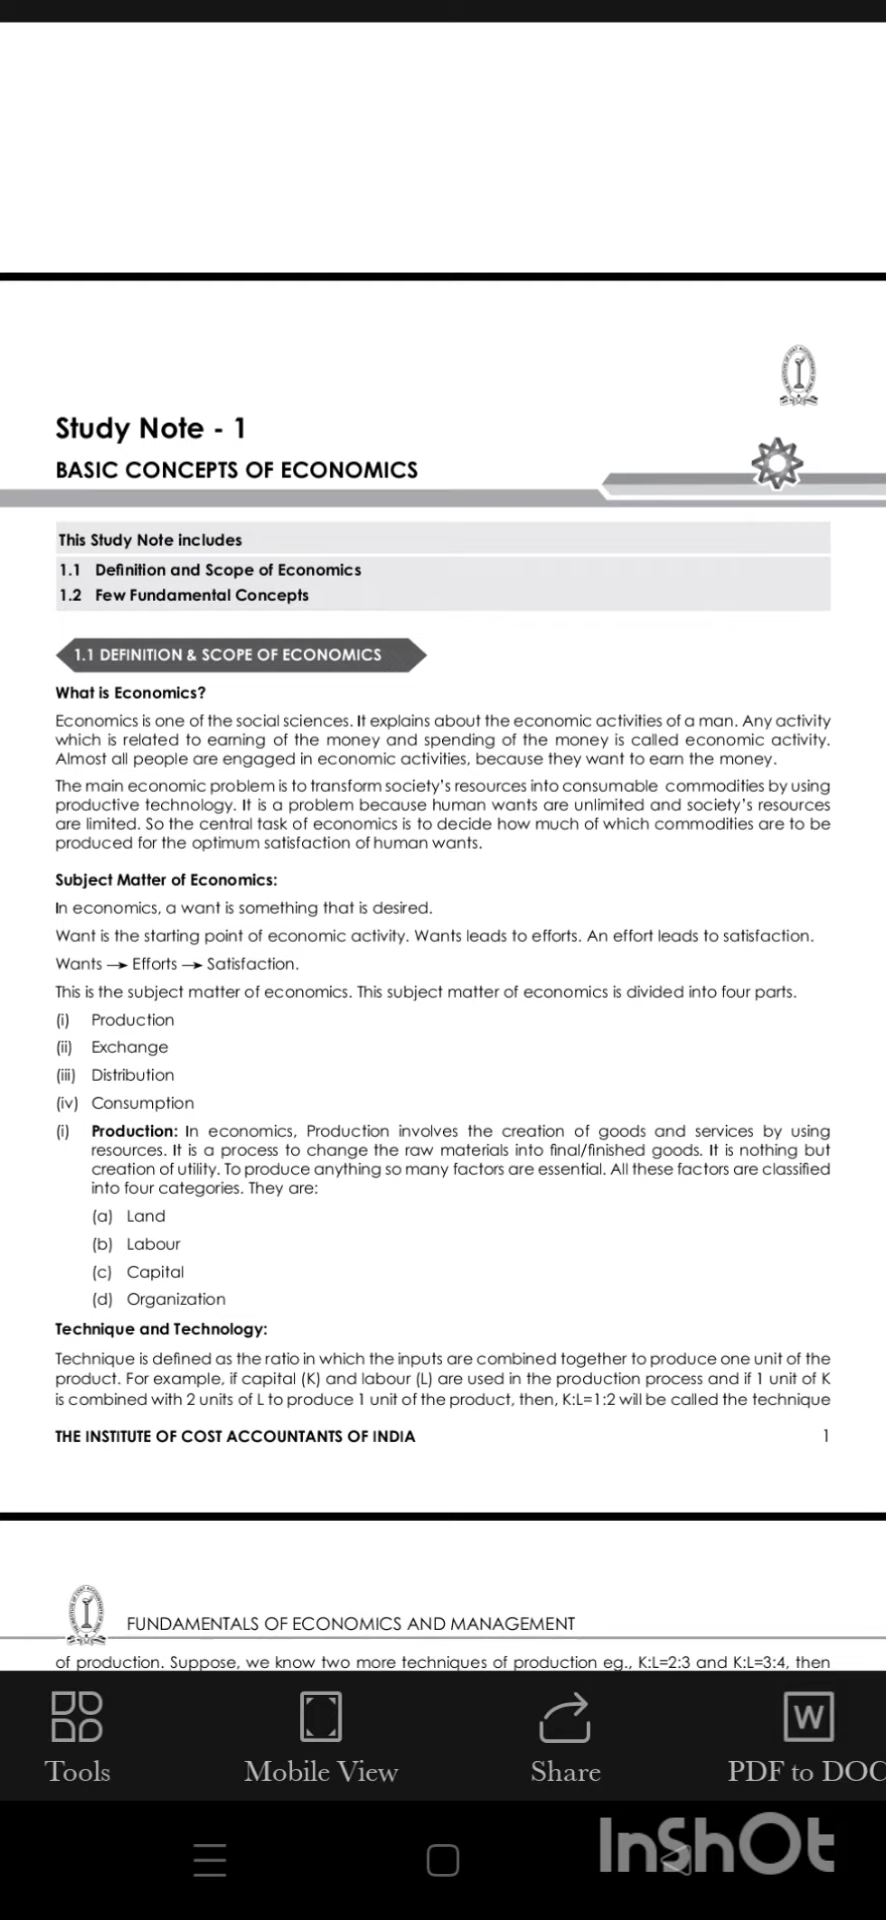 Study Note - 1
BASIC CONCEPTS OF ECONOMICS
This Study Note includes
1.1 Definition and Scope of Economics
1.2 Few Fundamental Concepts
1.1 DEFINITION & SCOPE OF ECONOMICS
What is Economics?
Economics is one of the social sciences. It explains about the economic activities of a man. Any activity
which is related to earning of the money and spending of the money is called economic activity.
Almost all people are engaged in economic activities, because they want to earn the money.
The main economic problem is to transform society's resources into consumable commodities by using
productive technology. It is a problem because human wants are unlimited and society's resources
are limited. So the central task of economics is to decide how much of which commodities are to be
produced for the optimum satisfaction of human wants.
Subject Matter of Economics:
In economics, a want is something that is desired.
Want is the starting point of economic activity. Wants leads to efforts. An effort leads to satisfaction.
Wants → Efforts → Satisfaction.
This is the subject matter of economics. This subject matter of economics is divided into four parts.
(i) Production
(ii) Exchange
(iii) Distribution
(iv) Consumption
(i) Production: In economics, Production involves the creation of goods and services by using
resources. It is a process to change the raw materials into final/finished goods. It is nothing but
creation of utility. To produce anything so many factors are essential. All these factors are classified
into four categories. They are:
(a) Land
(b) Labour
(c) Capital
(d) Organization
Technique and Technology:
Technique is defined as the ratio in which the inputs are combined together to produce one unit of the
product. For example, if capital (K) and labour (L) are used in the production process and if 1 unit of K
is combined with 2 units of L to produce 1 unit of the product, then, K:L=1:2 will be called the technique
THE INSTITUTE OF COST ACCOUNTANTS OF INDIA 1
FUNDAMENTALS OF ECONOMICS AND MANAGEMENT
of production. Suppose, we know two more techniques of production eg., K:L=2:3 and K:L=3:4, then
Tools Mobile View Share PDF to DOC
InShOt